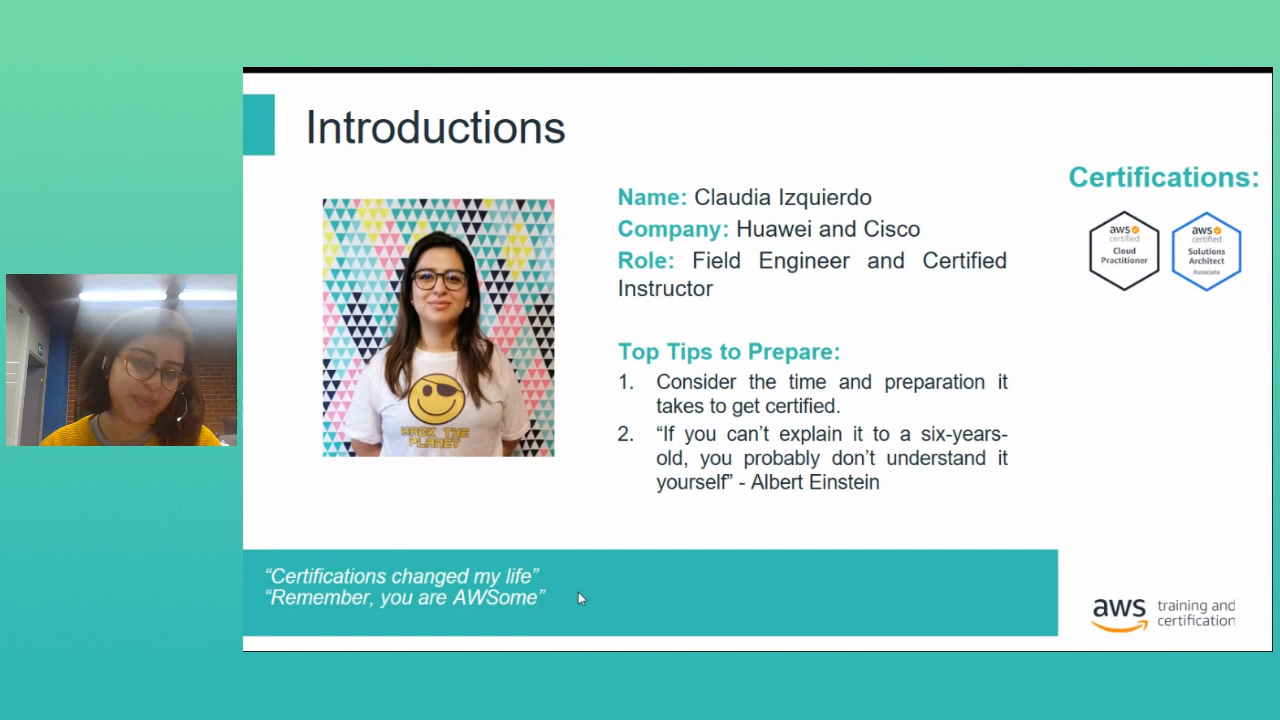 Introductions
Certifications:
aws
certified
Cloud
Practitioner
aws
certified
Solutions
Architect
Associate
Name: Claudia Izquierdo
Company: Huawei and Cisco
Role: Field Engineer and Certified
Instructor
Top Tips to Prepare:
1. Consider the time and preparation it
takes to get certified.
2. “If you can’t explain it to a six-years-
old, you probably don’t understand it
yourself” - Albert Einstein
HACK THE
PLANET
“Certifications changed my life”
“Remember, you are AWSome”
aws training and
certification